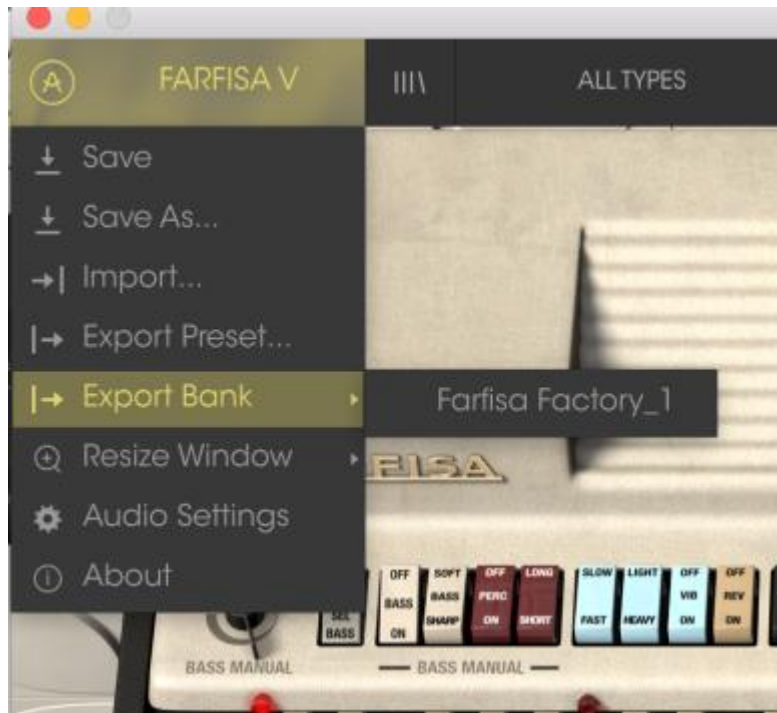 FARFISA V
ALL TYPES
Save
Save As...
Import...
Export Preset...
Export Bank
Farfisa Factory_1
Resize Window
Audio Settings
About
SEL BASS
OFF BASS ON
SOFT BASS SHARP
OFF PERC ON
LONG SHORT
SLOW FAST
LIGHT HEAVY
OFF VIB ON
OFF REV ON
BASS MANUAL
BASS MANUAL